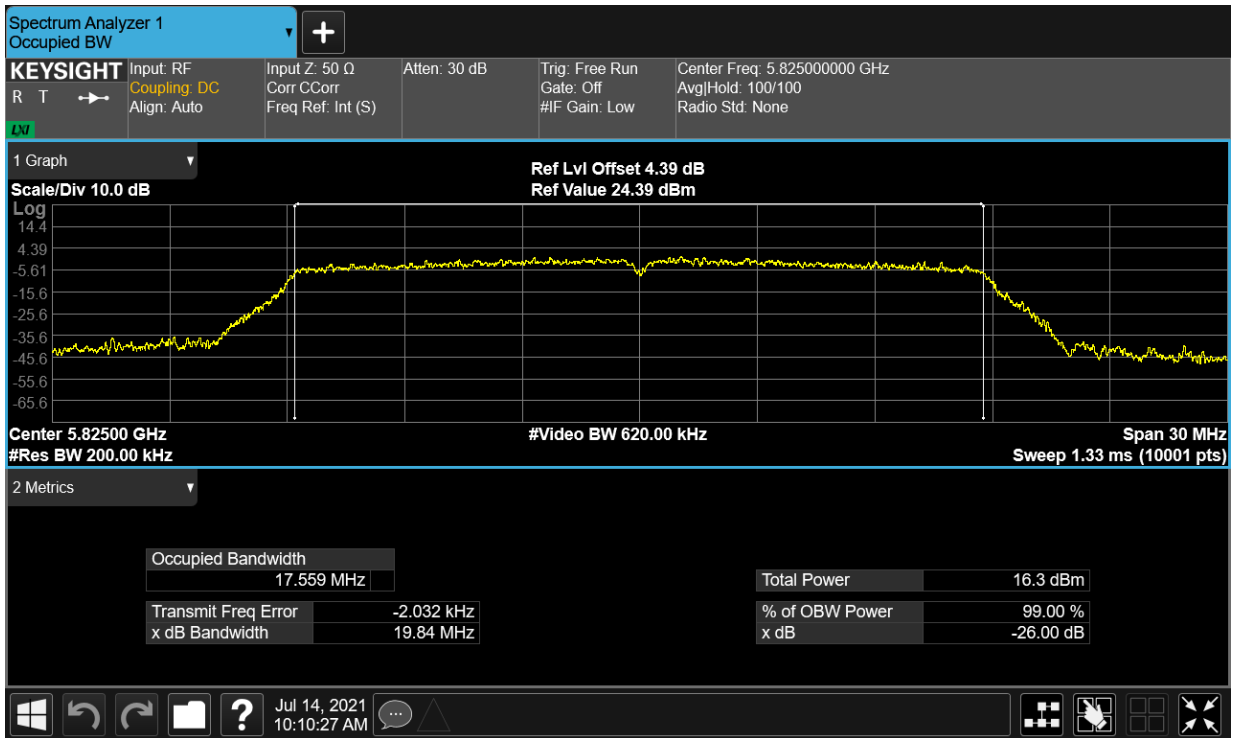 Spectrum Analyzer 1
Occupied BW
▼
+
KEYSIGHT
R T
LXI
Input: RF
Coupling: DC
Align: Auto
Input Z: 50 Ω
Corr CCorr
Freq Ref: Int (S)
Atten: 30 dB
Trig: Free Run
Gate: Off
#IF Gain: Low
Center Freq: 5.825000000 GHz
Avg|Hold: 100/100
Radio Std: None
1 Graph ▼
Ref Lvl Offset 4.39 dB
Scale/Div 10.0 dB
Ref Value 24.39 dBm
Log
14.4
4.39
-5.61
-15.6
-25.6
-35.6
-45.6
-55.6
-65.6
Center 5.82500 GHz
#Video BW 620.00 kHz
Span 30 MHz
#Res BW 200.00 kHz
Sweep 1.33 ms (10001 pts)
2 Metrics ▼
Occupied Bandwidth
17.559 MHz
Total Power 16.3 dBm
Transmit Freq Error -2.032 kHz
% of OBW Power 99.00 %
x dB Bandwidth 19.84 MHz
x dB -26.00 dB
?
Jul 14, 2021
10:10:27 AM